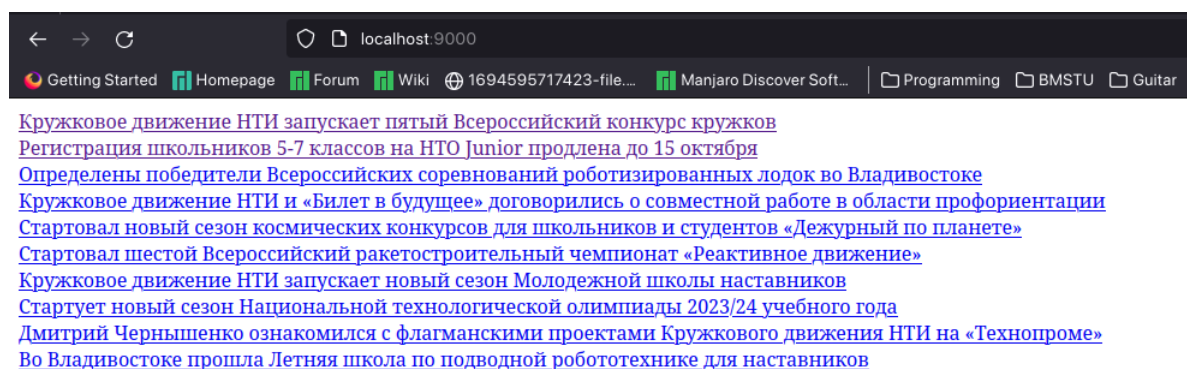 localhost:9000
Getting Started Homepage Forum Wiki 1694595717423-file.... Manjaro Discover Soft... Programming BMSTU Guitar
Кружковое движение НТИ запускает пятый Всероссийский конкурс кружков
Регистрация школьников 5-7 классов на НТО Junior продлена до 15 октября
Определены победители Всероссийских соревнований роботизированных лодок во Владивостоке
Кружковое движение НТИ и «Билет в будущее» договорились о совместной работе в области профориентации
Стартовал новый сезон космических конкурсов для школьников и студентов «Дежурный по планете»
Стартовал шестой Всероссийский ракетостроительный чемпионат «Реактивное движение»
Кружковое движение НТИ запускает новый сезон Молодежной школы наставников
Стартует новый сезон Национальной технологической олимпиады 2023/24 учебного года
Дмитрий Чернышенко ознакомился с флагманскими проектами Кружкового движения НТИ на «Технопроме»
Во Владивостоке прошла Летняя школа по подводной робототехнике для наставников